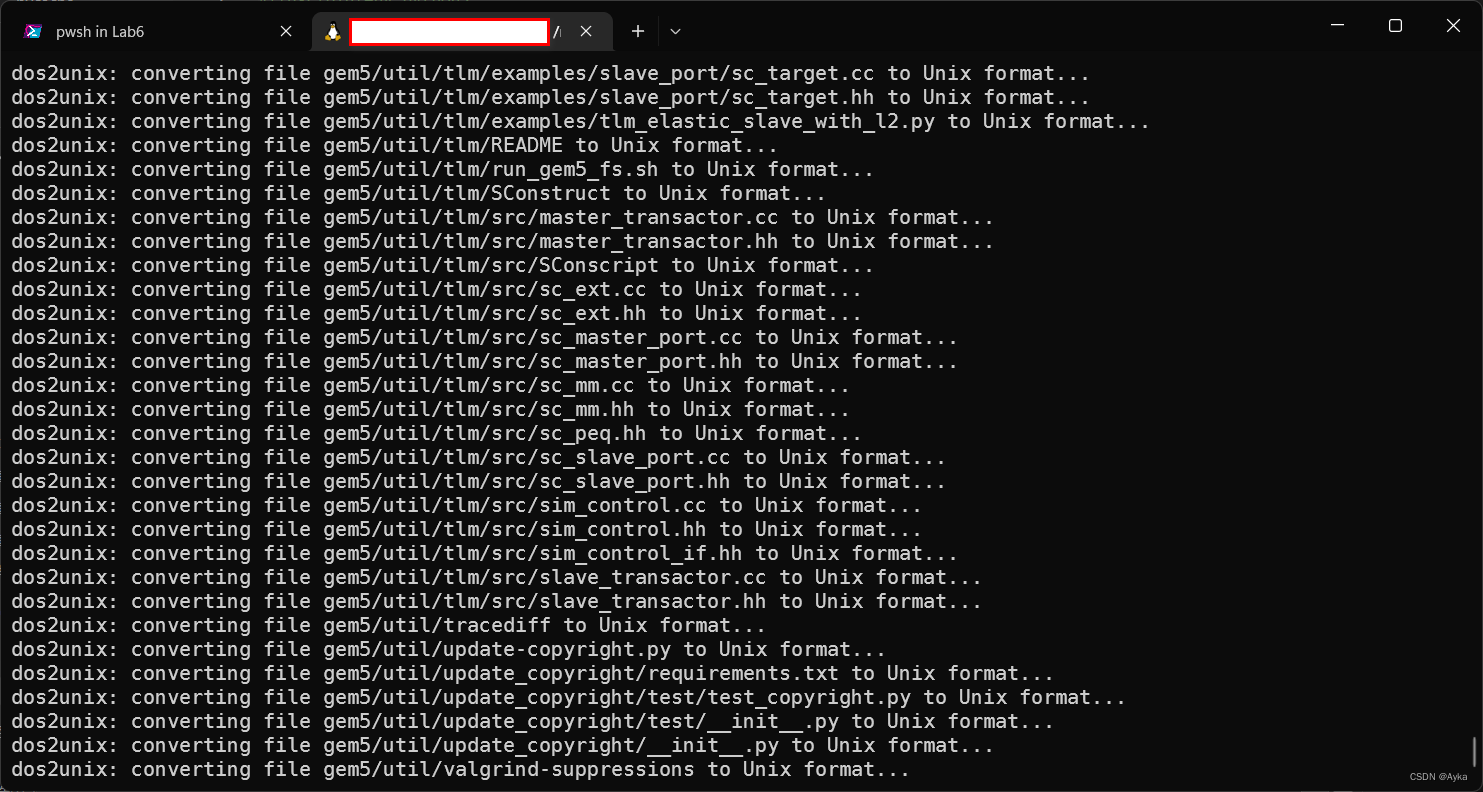 pwsh in Lab6
/
dos2unix: converting file gem5/util/tlm/examples/slave_port/sc_target.cc to Unix format...
dos2unix: converting file gem5/util/tlm/examples/slave_port/sc_target.hh to Unix format...
dos2unix: converting file gem5/util/tlm/examples/tlm_elastic_slave_with_l2.py to Unix format...
dos2unix: converting file gem5/util/tlm/README to Unix format...
dos2unix: converting file gem5/util/tlm/run_gem5_fs.sh to Unix format...
dos2unix: converting file gem5/util/tlm/SConstruct to Unix format...
dos2unix: converting file gem5/util/tlm/src/master_transactor.cc to Unix format...
dos2unix: converting file gem5/util/tlm/src/master_transactor.hh to Unix format...
dos2unix: converting file gem5/util/tlm/src/SConscript to Unix format...
dos2unix: converting file gem5/util/tlm/src/sc_ext.cc to Unix format...
dos2unix: converting file gem5/util/tlm/src/sc_ext.hh to Unix format...
dos2unix: converting file gem5/util/tlm/src/sc_master_port.cc to Unix format...
dos2unix: converting file gem5/util/tlm/src/sc_master_port.hh to Unix format...
dos2unix: converting file gem5/util/tlm/src/sc_mm.cc to Unix format...
dos2unix: converting file gem5/util/tlm/src/sc_mm.hh to Unix format...
dos2unix: converting file gem5/util/tlm/src/sc_peq.hh to Unix format...
dos2unix: converting file gem5/util/tlm/src/sc_slave_port.cc to Unix format...
dos2unix: converting file gem5/util/tlm/src/sc_slave_port.hh to Unix format...
dos2unix: converting file gem5/util/tlm/src/sim_control.cc to Unix format...
dos2unix: converting file gem5/util/tlm/src/sim_control.hh to Unix format...
dos2unix: converting file gem5/util/tlm/src/sim_control_if.hh to Unix format...
dos2unix: converting file gem5/util/tlm/src/slave_transactor.cc to Unix format...
dos2unix: converting file gem5/util/tlm/src/slave_transactor.hh to Unix format...
dos2unix: converting file gem5/util/tracediff to Unix format...
dos2unix: converting file gem5/util/update-copyright.py to Unix format...
dos2unix: converting file gem5/util/update_copyright/requirements.txt to Unix format...
dos2unix: converting file gem5/util/update_copyright/test/test_copyright.py to Unix format...
dos2unix: converting file gem5/util/update_copyright/test/__init__.py to Unix format...
dos2unix: converting file gem5/util/update_copyright/__init__.py to Unix format...
dos2unix: converting file gem5/util/valgrind-suppressions to Unix format...
CSDN @Ayka